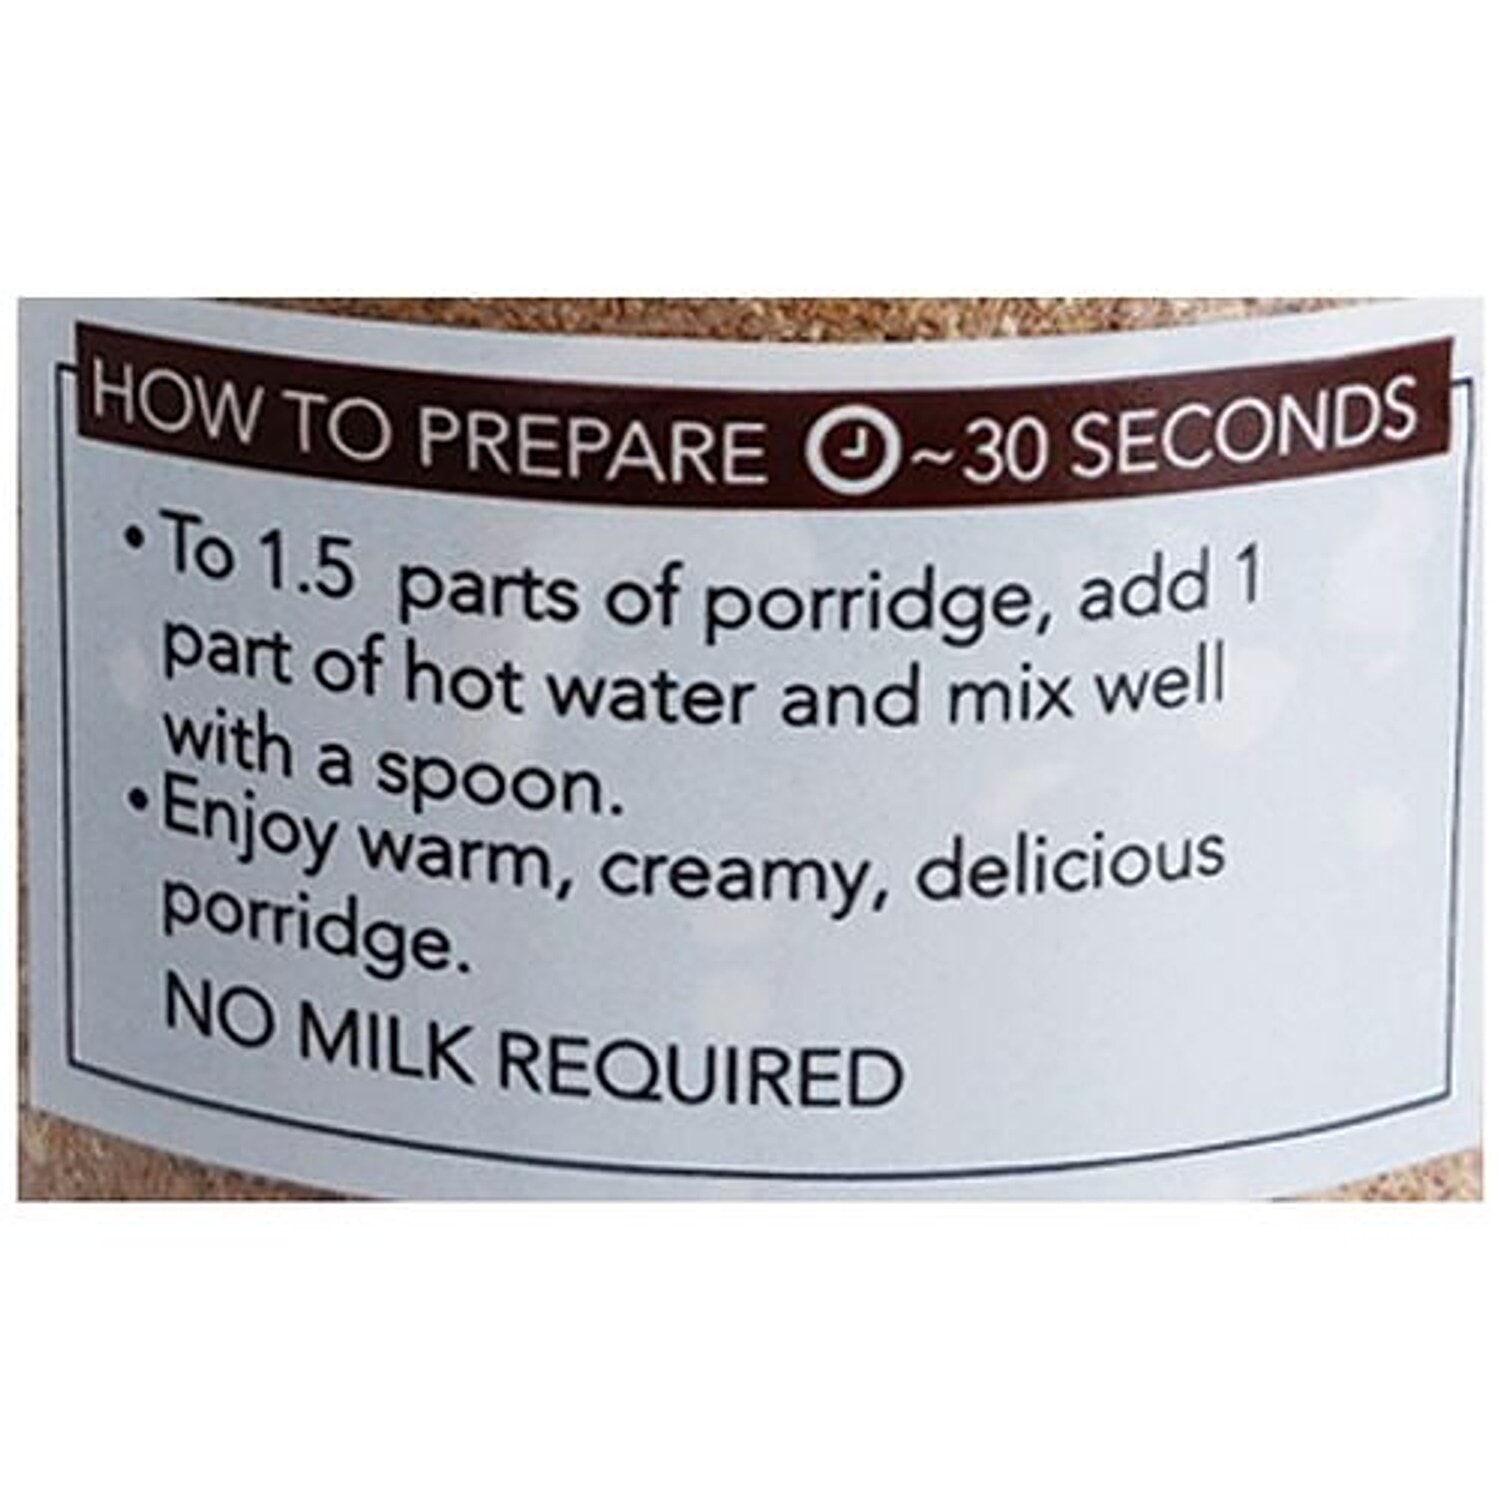 HOW TO PREPARE ~30 SECONDS
•To 1.5 parts of porridge, add 1
part of hot water and mix well
with a spoon.
•Enjoy warm, creamy, delicious
porridge.
NO MILK REQUIRED